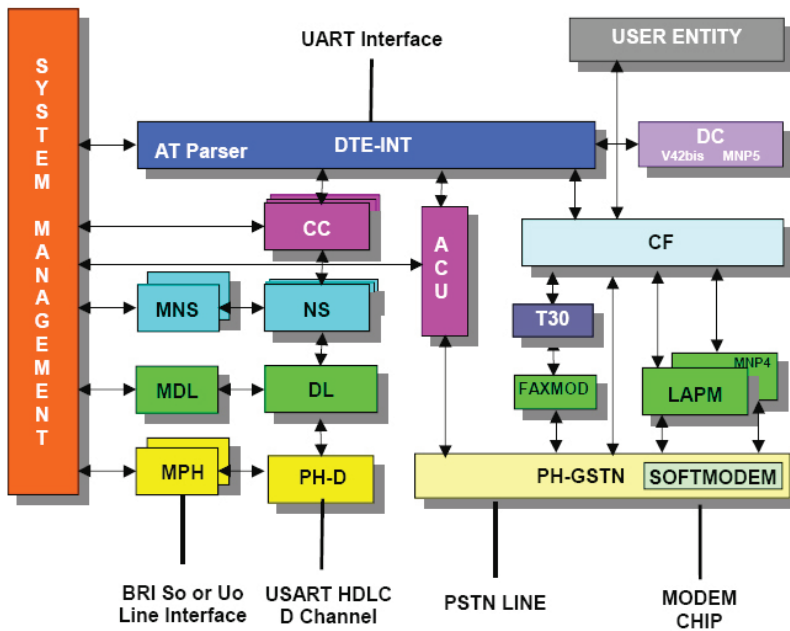 SYSTEM MANAGEMENT
UART Interface
USER ENTITY
AT Parser
DTE-INT
DC
V42bis MNP5
CC
ACU
CF
MNS
NS
T30
MDL
DL
FAXMOD
MNP4
LAPM
MPH
PH-D
PH-GSTN
SOFTMODEM
BRI So or Uo
Line Interface
USART HDLC
D Channel
PSTN LINE
MODEM
CHIP